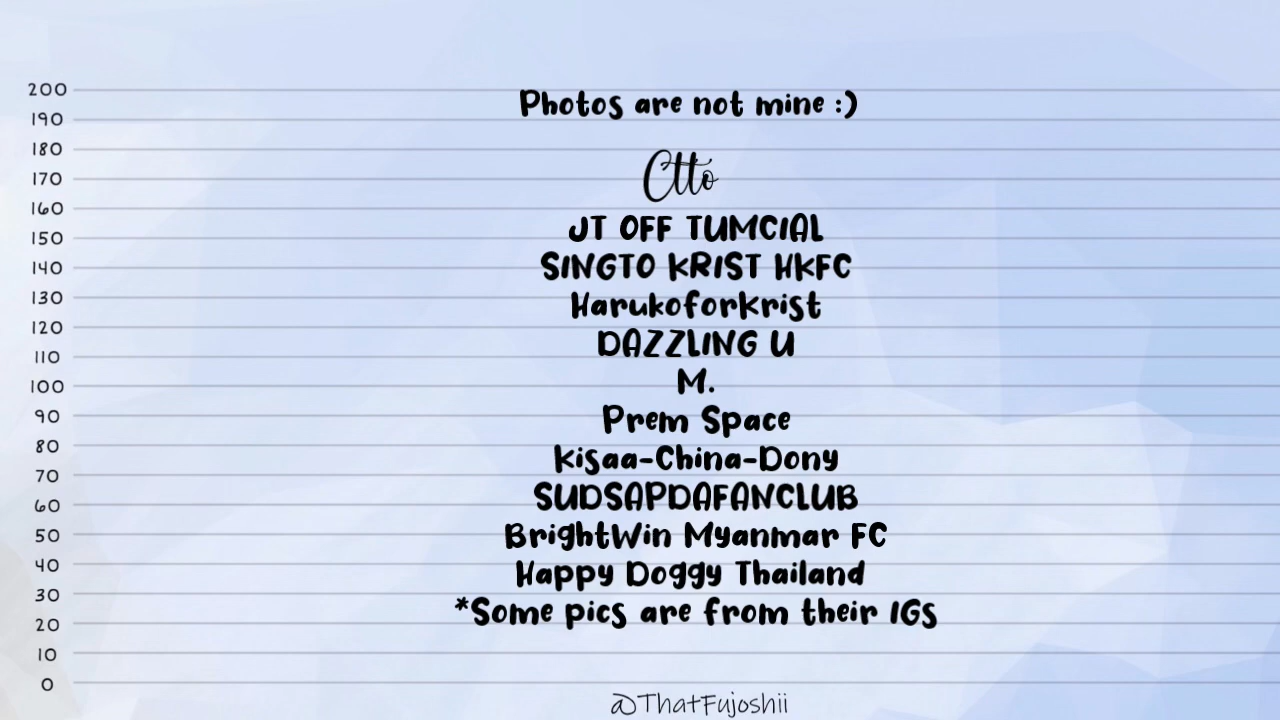 200
190
180
170
160
150
140
130
120
110
100
90
80
70
60
50
40
30
20
10
0
Photos are not mine :)
Ctto
JT OFF TUMCIAL
SINGTO KRIST HKFC
HarukoforKrist
DAZZLING U
M.
Prem Space
Kisaa-China-Dony
SUDSAPDAFANCLUB
BrightWin Myanmar FC
Happy Doggy Thailand
*Some pics are from their IGs
@ThatFujoshii